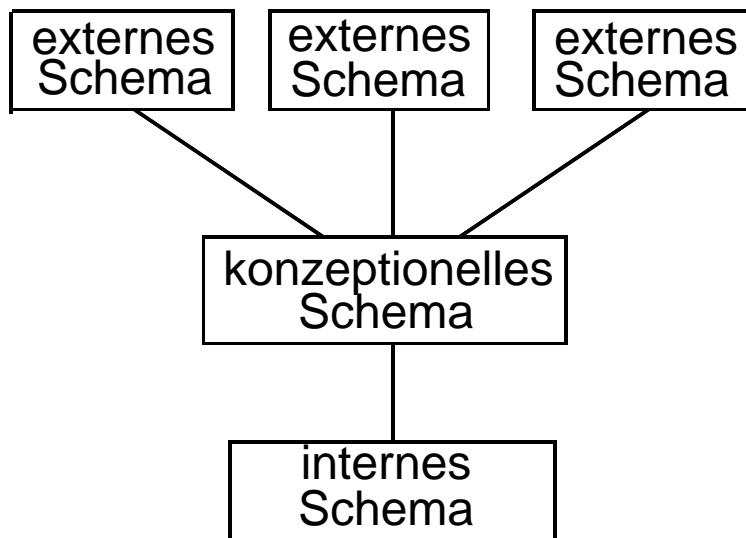 externes
Schema
externes
Schema
externes
Schema
konzeptionelles
Schema
internes
Schema